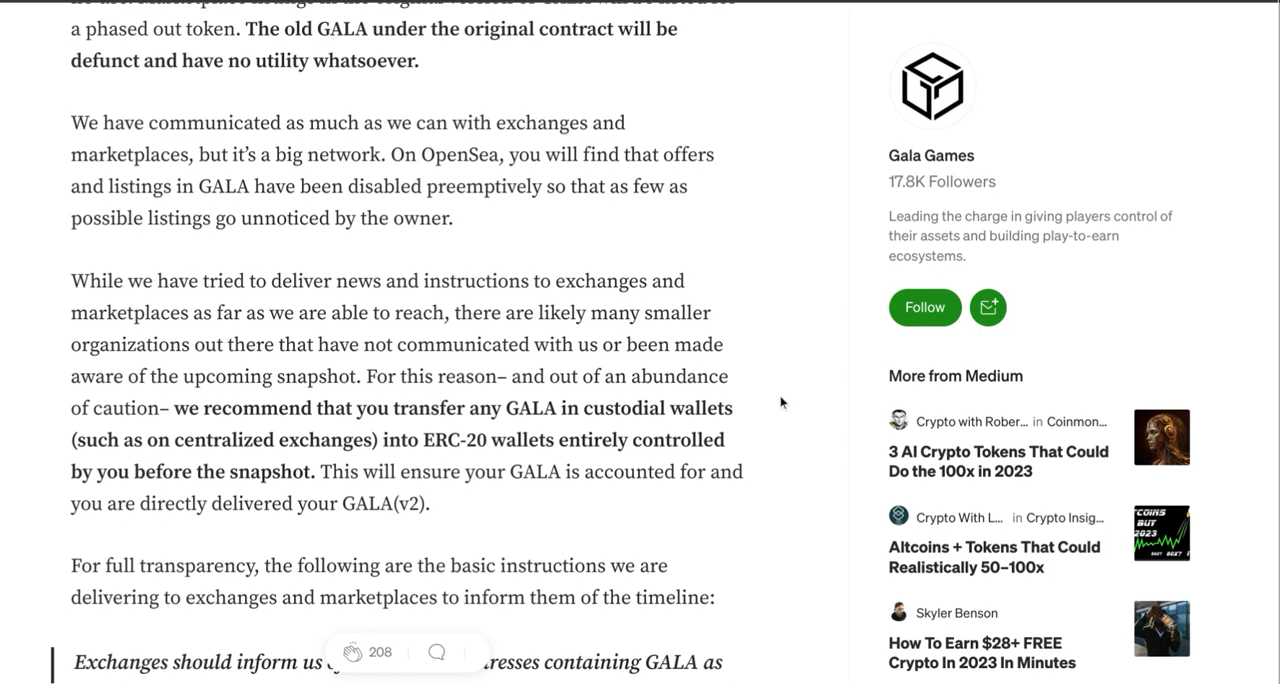 a phased out token. The old GALA under the original contract will be
defunct and have no utility whatsoever.
We have communicated as much as we can with exchanges and
marketplaces, but it’s a big network. On OpenSea, you will find that offers
and listings in GALA have been disabled preemptively so that as few as
possible listings go unnoticed by the owner.
While we have tried to deliver news and instructions to exchanges and
marketplaces as far as we are able to reach, there are likely many smaller
organizations out there that have not communicated with us or been made
aware of the upcoming snapshot. For this reason– and out of an abundance
of caution– we recommend that you transfer any GALA in custodial wallets
(such as on centralized exchanges) into ERC-20 wallets entirely controlled
by you before the snapshot. This will ensure your GALA is accounted for and
you are directly delivered your GALA(v2).
For full transparency, the following are the basic instructions we are
delivering to exchanges and marketplaces to inform them of the timeline:
Exchanges should inform us containing GALA as
208
Gala Games
17.8K Followers
Leading the charge in giving players control of
their assets and building play-to-earn
ecosystems.
Follow
More from Medium
Crypto with Rober... in Coinmon...
3 AI Crypto Tokens That Could
Do the 100x in 2023
Crypto With L... in Crypto Insig...
Altcoins + Tokens That Could
Realistically 50–100x
COINS
BUT
2023
Skyler Benson
How To Earn $28+ FREE
Crypto In 2023 In Minutes